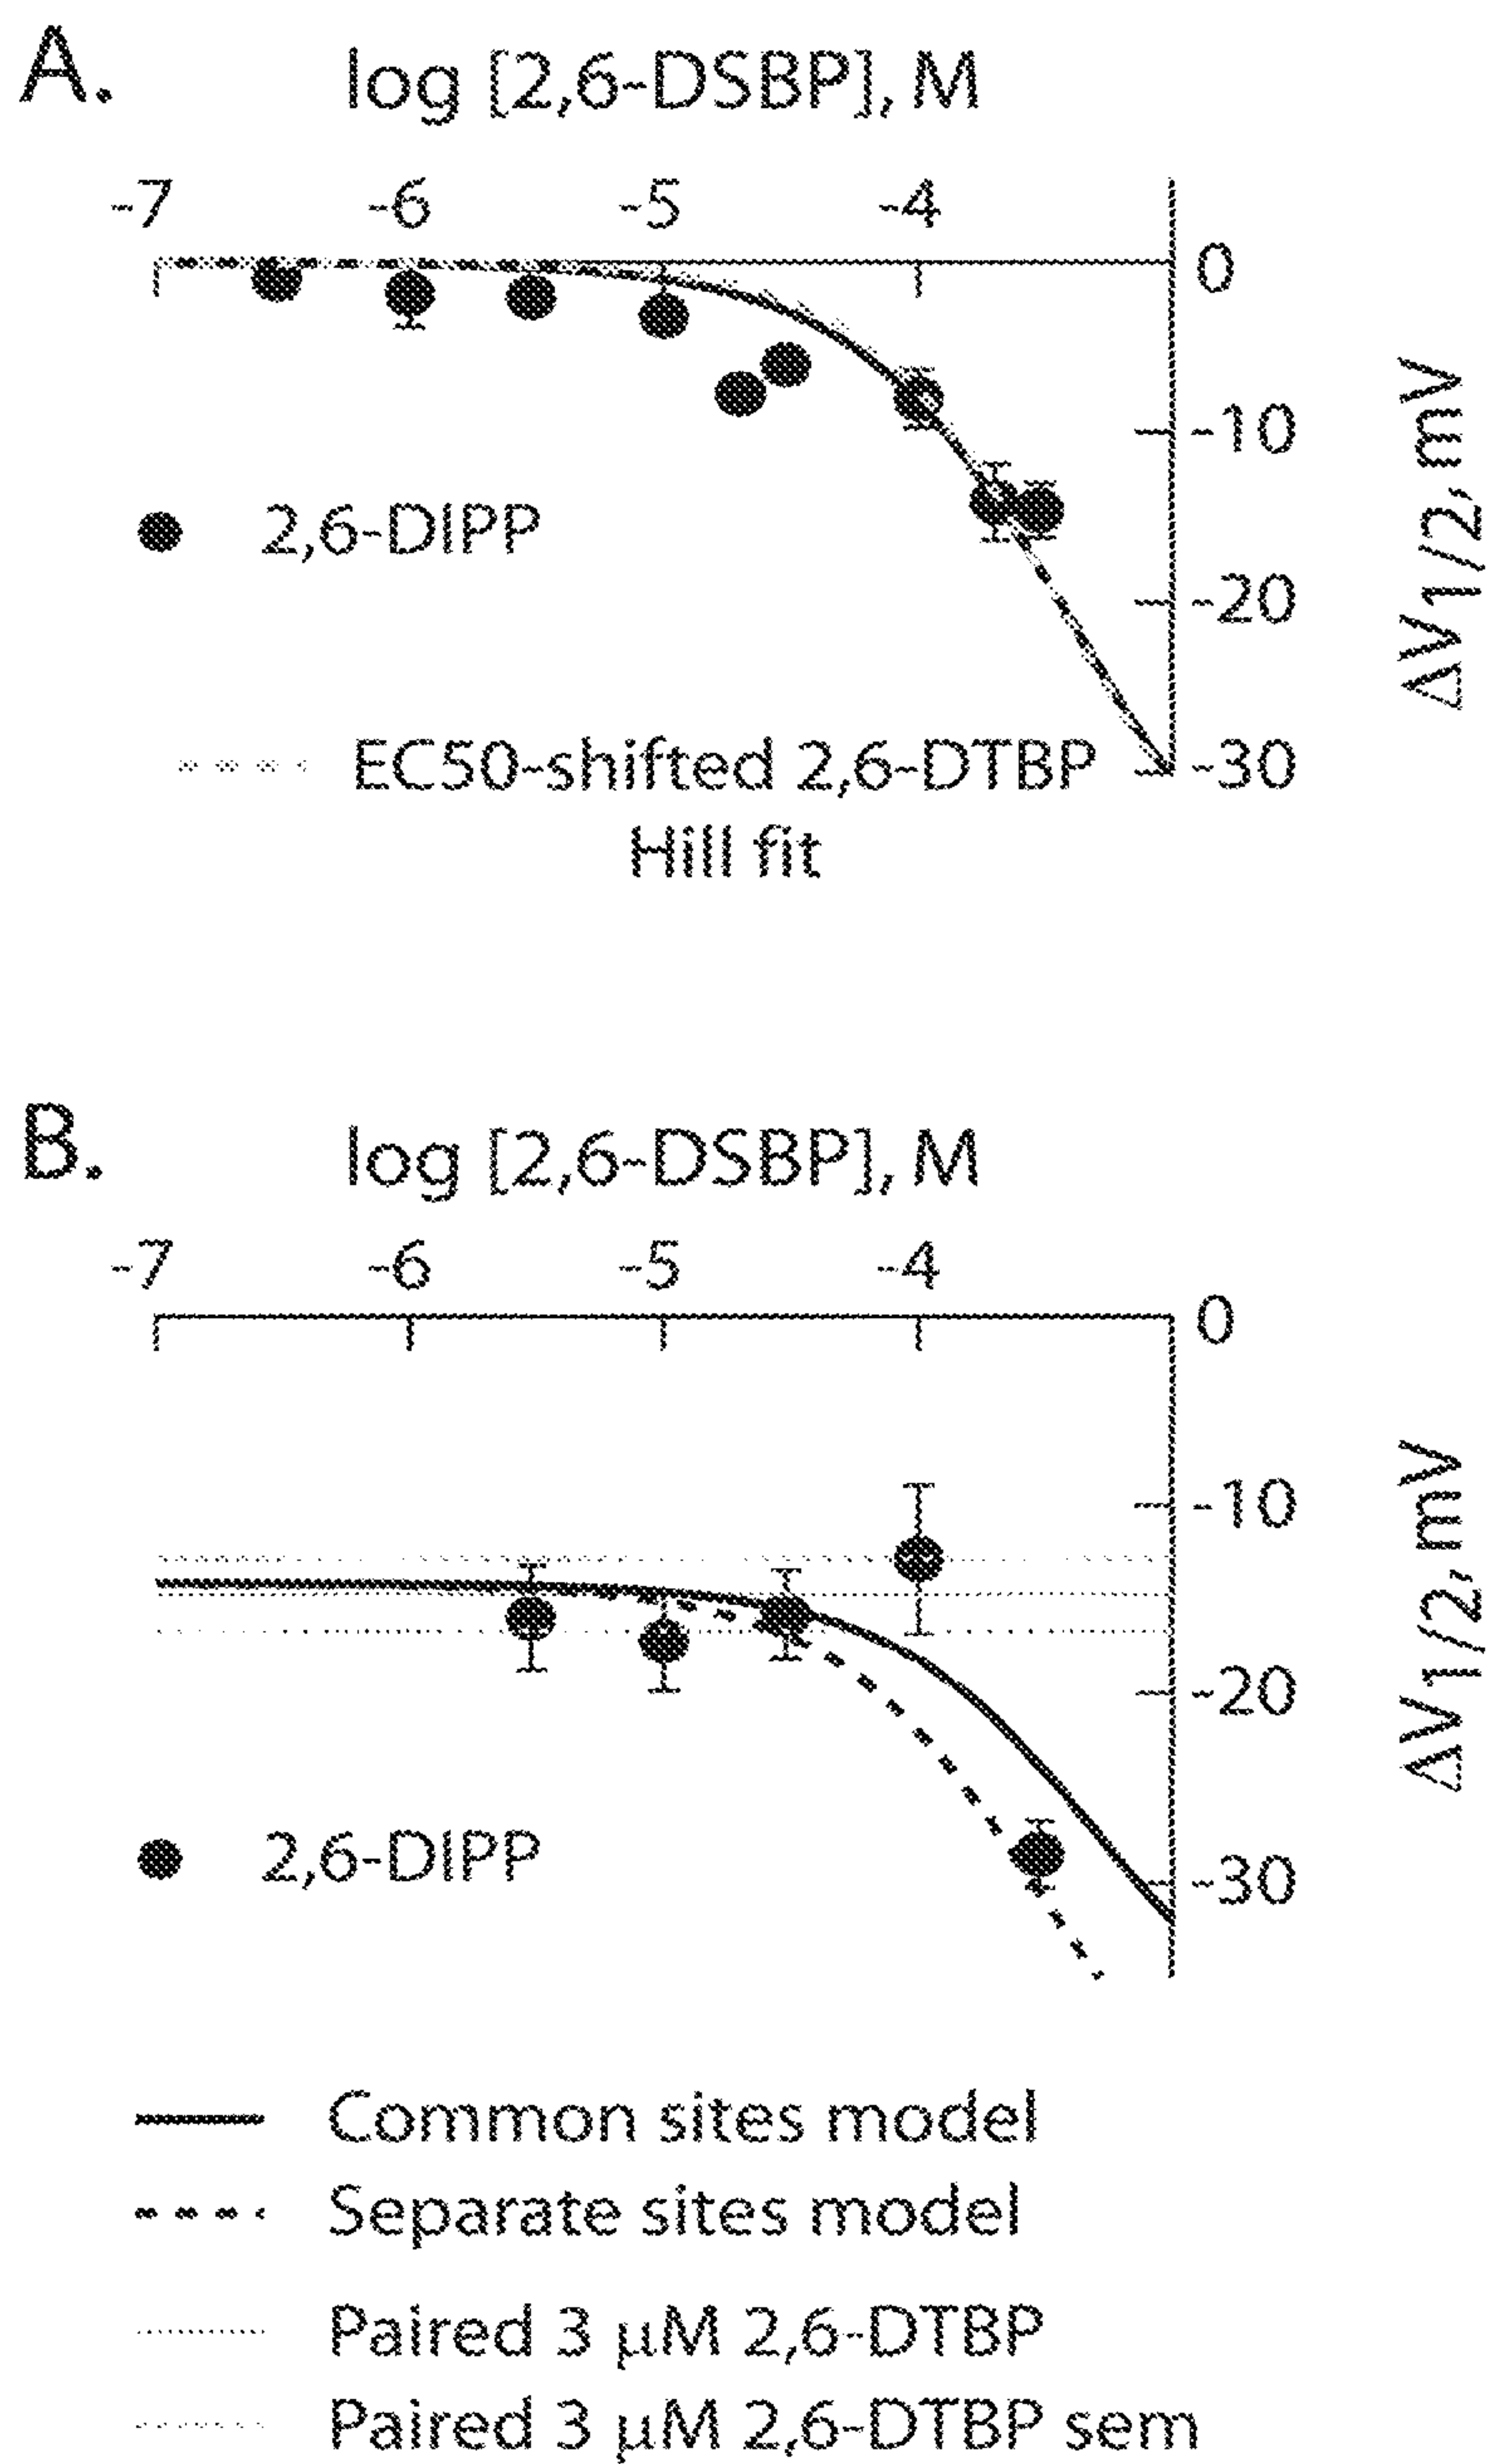 A.
log [2,6-DSBP], M
-7 -6 -5 -4
0
-10
-20
-30
ΔV1/2, mV
2,6-DIPP
EC50-shifted 2,6-DTBP
Hill fit
B.
log [2,6-DSBP], M
-7 -6 -5 -4
0
-10
-20
-30
ΔV1/2, mV
2,6-DIPP
Common sites model
Separate sites model
Paired 3 μM 2,6-DTBP
Paired 3 μM 2,6-DTBP sem